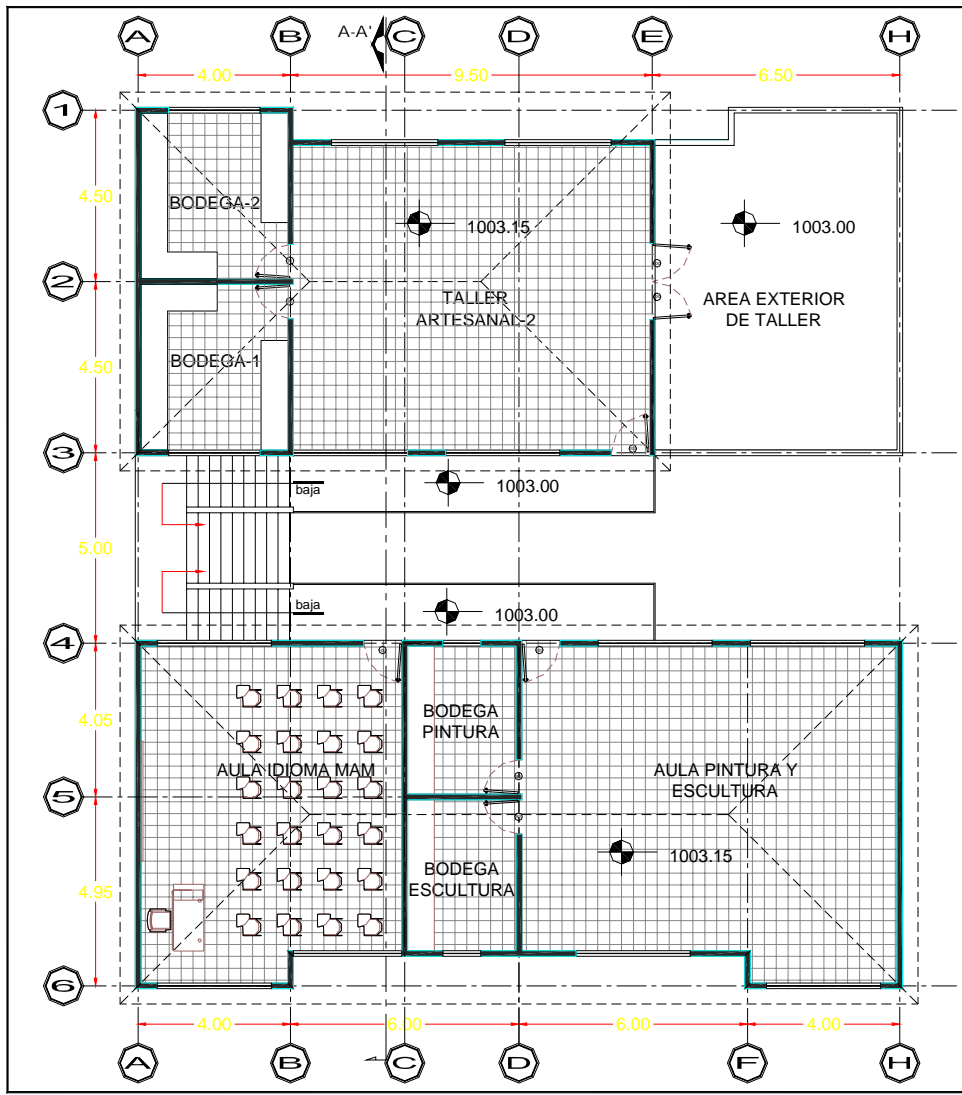 A
B
A-A'
C
D
E
H
4.00
9.50
6.50
1
4.50
BODEGA-2
1003.15
1003.00
2
TALLER
ARTESANAL-2
AREA EXTERIOR
DE TALLER
4.50
BODEGA-1
3
baja
1003.00
5.00
baja
1003.00
4
4.05
BODEGA
PINTURA
AULA IDIOMA MAM
AULA PINTURA Y
ESCULTURA
5
1003.15
4.95
BODEGA
ESCULTURA
6
4.00
6.00
6.00
4.00
A
B
C
D
F
H